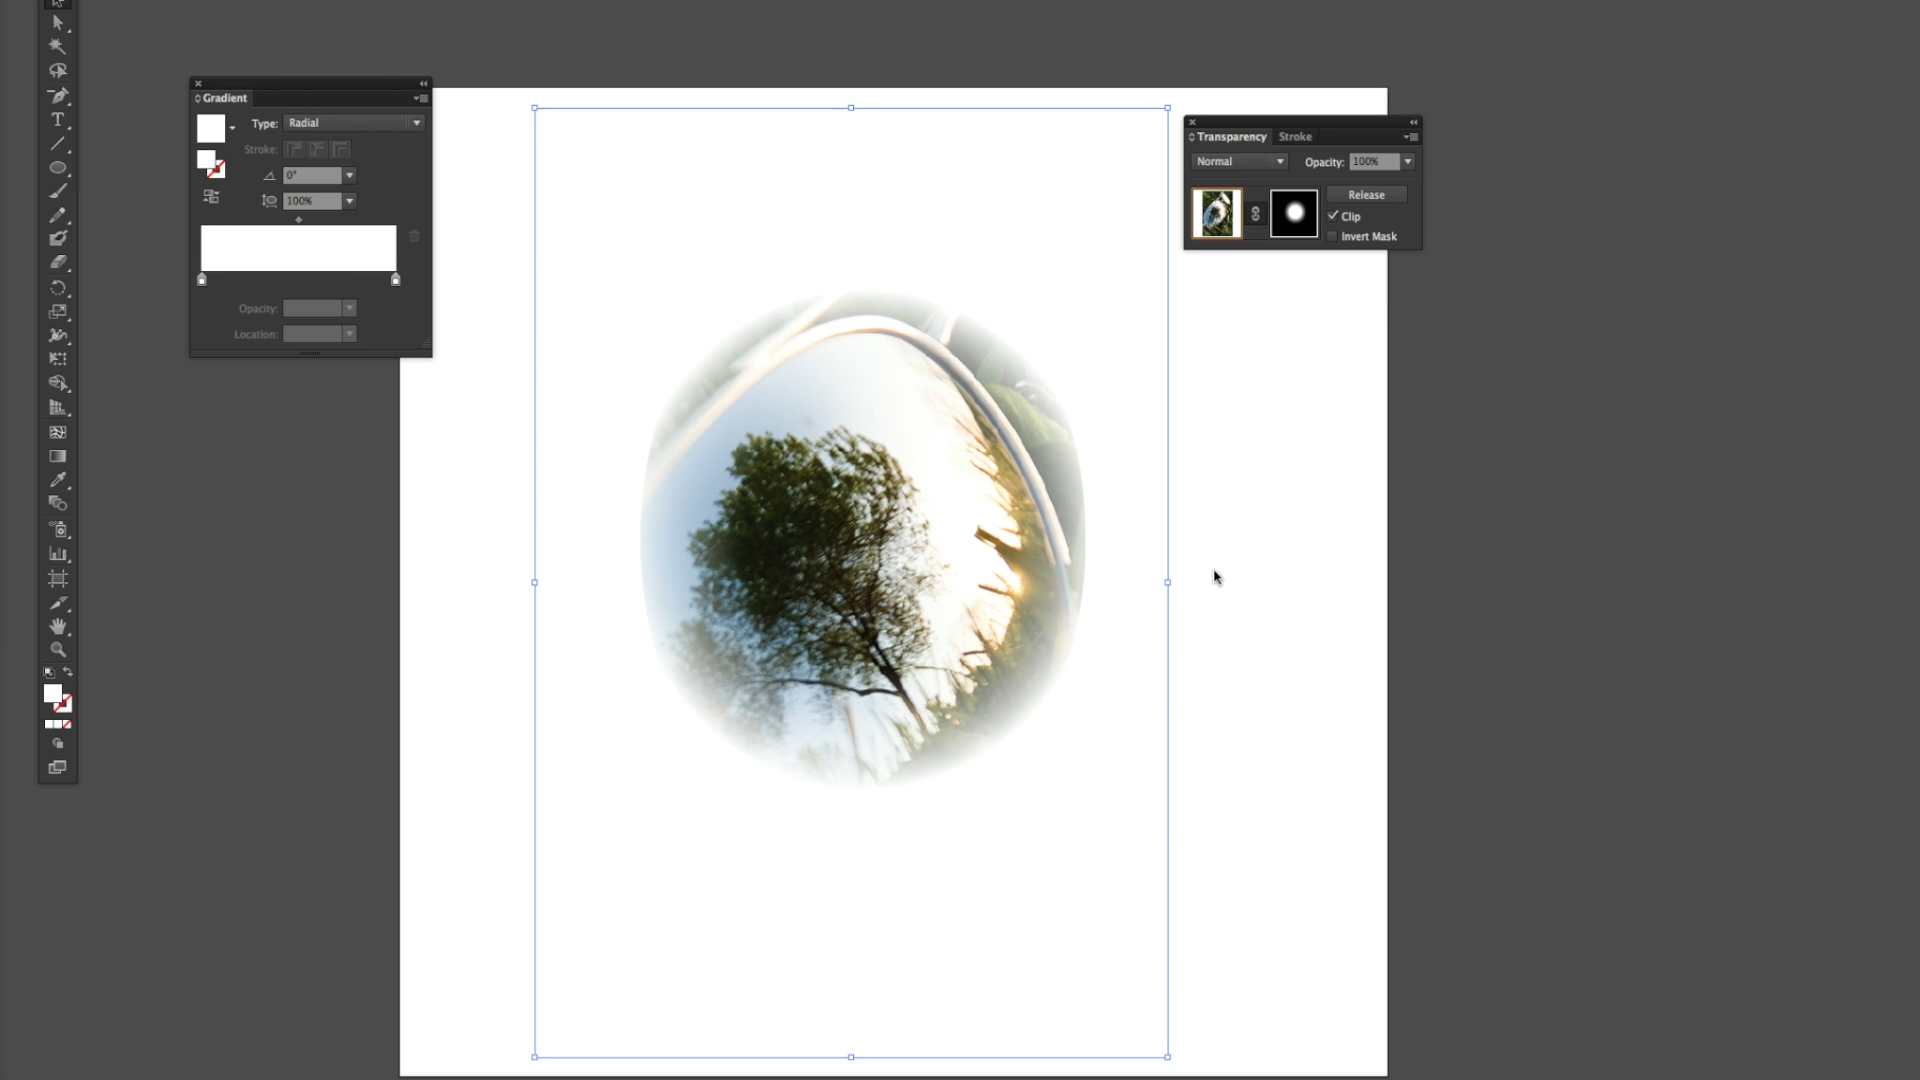 Gradient
Type: Radial
Stroke:
0°
100%
Opacity:
Location:
Transparency Stroke
Normal Opacity: 100%
Release
Clip
Invert Mask